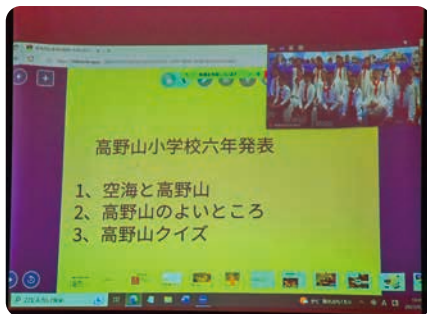 高野山小学校六年発表
1、空海と高野山
2、高野山のよいところ
3、高野山クイズ